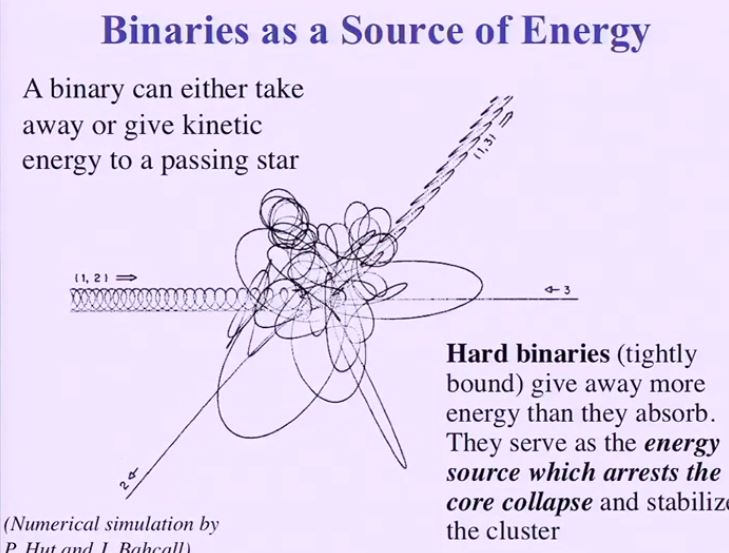 Binaries as a Source of Energy
A binary can either take
away or give kinetic
energy to a passing star
(1,3)
(1, 2)
3
Hard binaries (tightly
bound) give away more
energy than they absorb.
They serve as the energy
source which arrests the
core collapse and stabilize
the cluster
2
(Numerical simulation by
P. Hut and J. Bahcall)